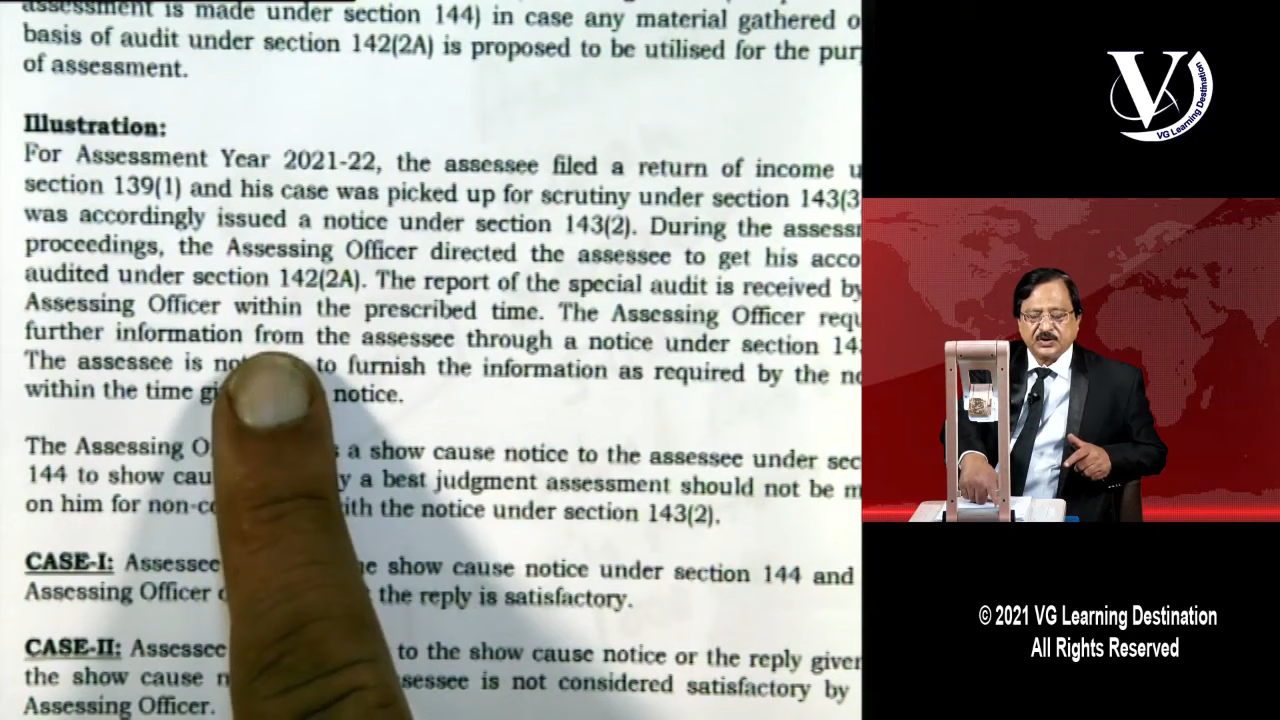 assessment is made under section 144) in case any material gathered o
basis of audit under section 142(2A) is proposed to be utilised for the pur
of assessment.
Illustration:
For Assessment Year 2021-22, the assessee filed a return of income u
section 139(1) and his case was picked up for scrutiny under section 143(3
was accordingly issued a notice under section 143(2). During the assess
proceedings, the Assessing Officer directed the assessee to get his acco
audited under section 142(2A). The report of the special audit is received by
Assessing Officer within the prescribed time. The Assessing Officer requ
further information from the assessee through a notice under section 14
The assessee is to furnish the information as required by the
within the time notice.
The Assessing a show cause notice to the assessee under sec
144 to show a best judgment assessment should not be
on him for the notice under section 143(2).
CASE-I: Assessee show cause notice under section 144 and
Assessing Officer the reply is satisfactory.
CASE-II: Assessee to the show cause notice or the reply given
the show cause is not considered satisfactory by
Assessing Officer.
V
VG Learning Destination
© 2021 VG Learning Destination
All Rights Reserved